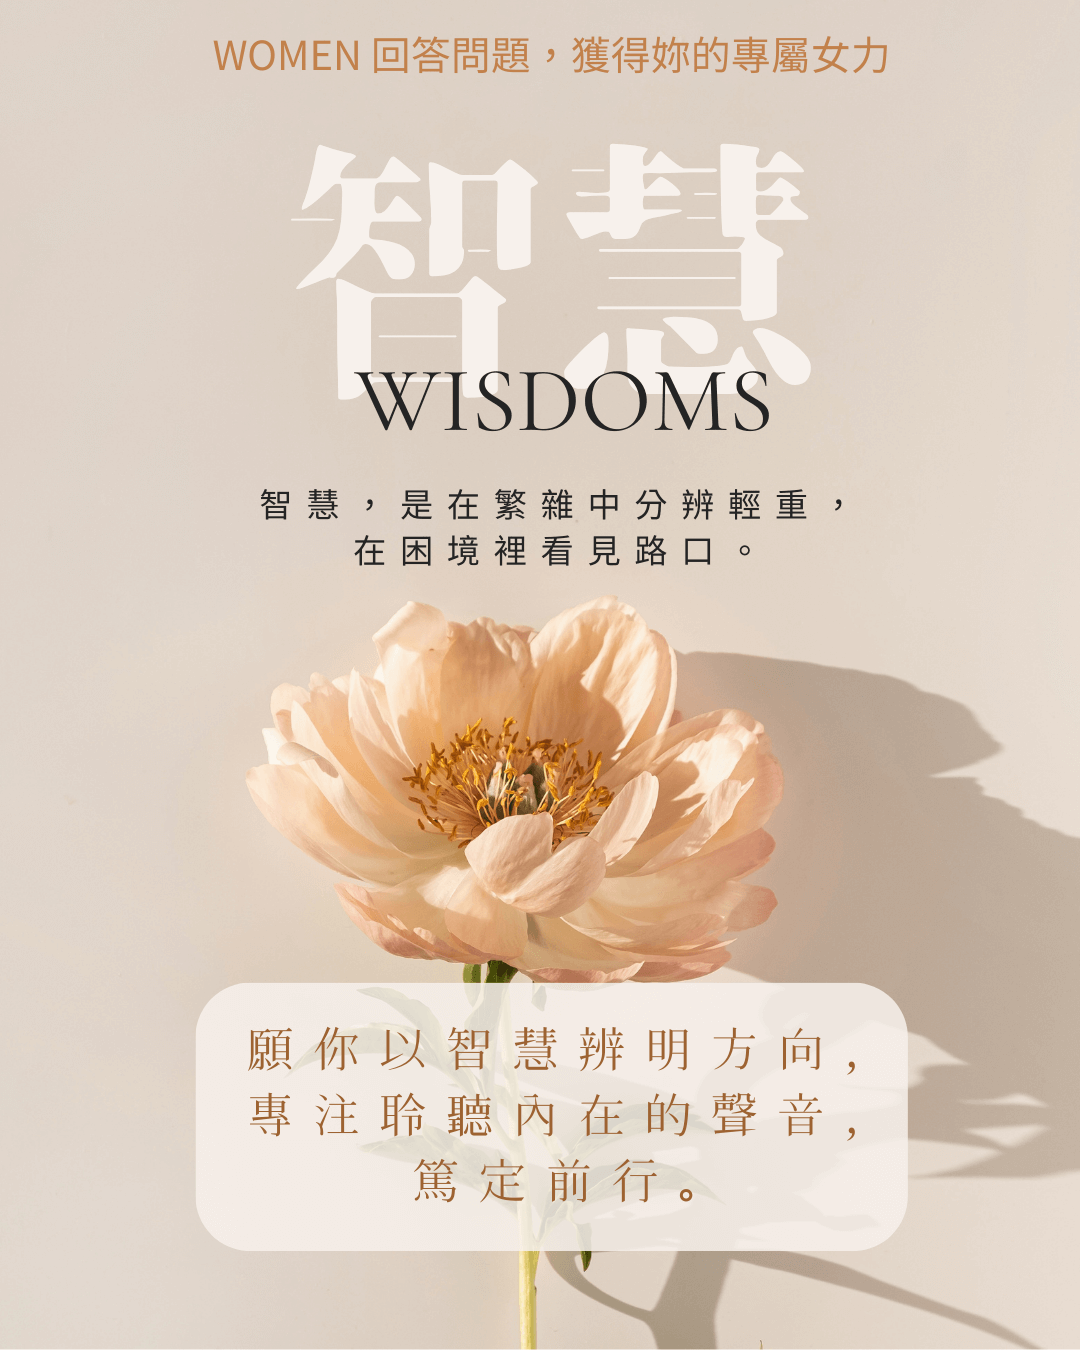 WOMEN 回答問題，獲得妳的專屬女力
智慧
WISDOMS
智慧，是在繁雜中分辨輕重，
在困境裡看見路口。
願你以智慧辨明方向，
專注聆聽內在的聲音，
篤定前行。